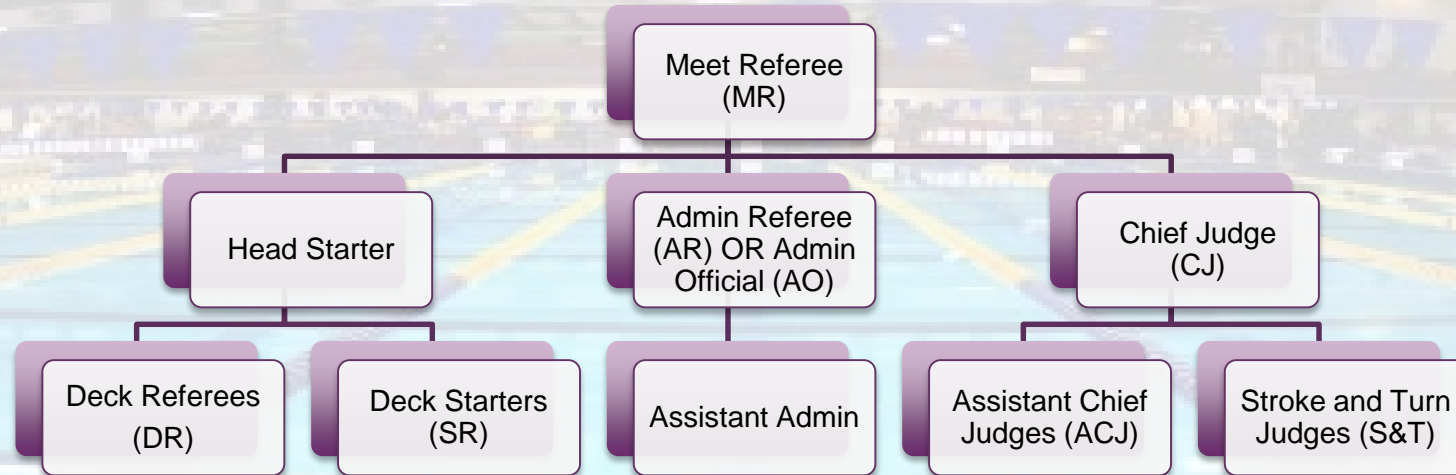 Meet Referee
(MR)
Head Starter
Admin Referee
(AR) OR Admin
Official (AO)
Chief Judge
(CJ)
Deck Referees
(DR)
Deck Starters
(SR)
Assistant Admin
Assistant Chief
Judges (ACJ)
Stroke and Turn
Judges (S&T)